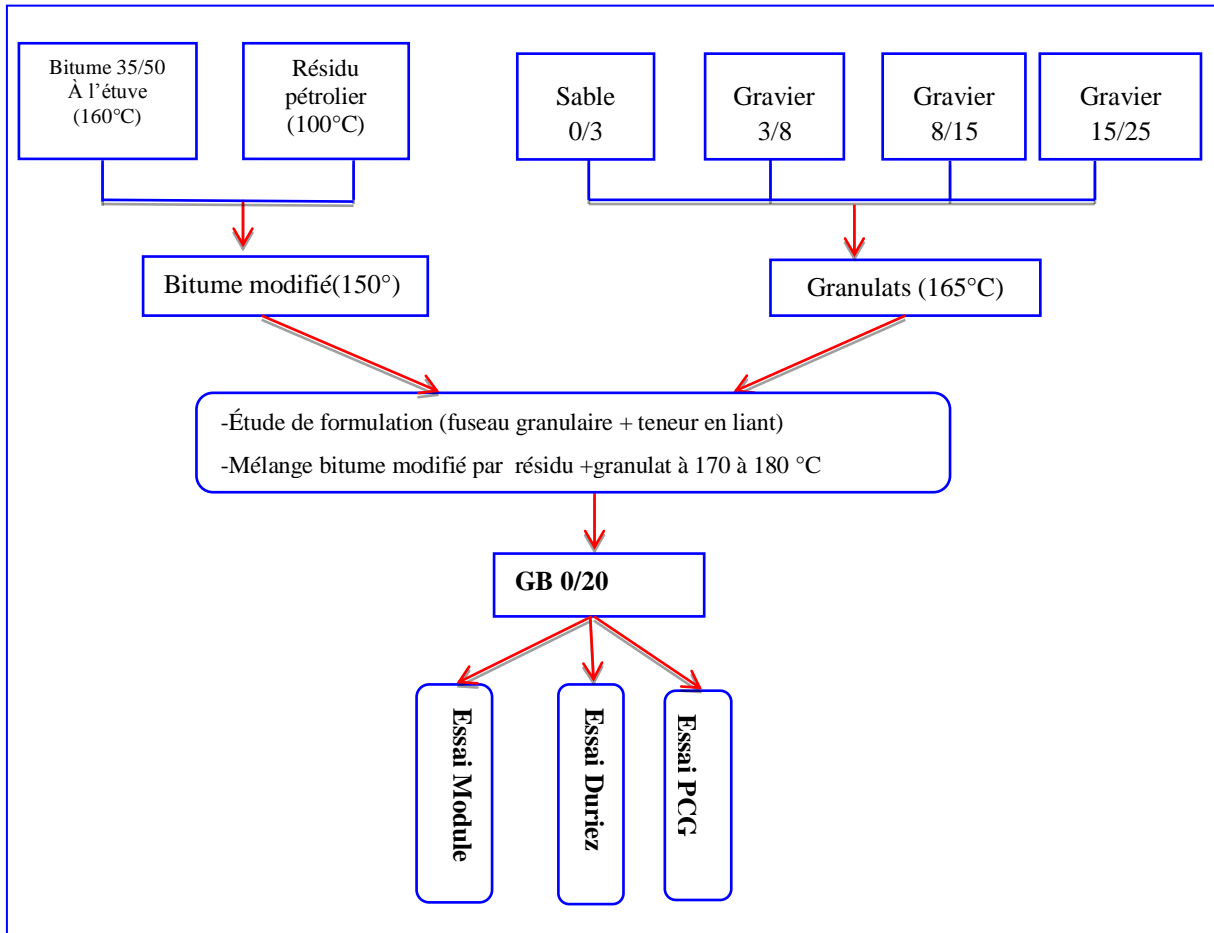 Bitume 35/50
À l’étuve
(160°C)
Résidu
pétrolier
(100°C)
Sable
0/3
Gravier
3/8
Gravier
8/15
Gravier
15/25
Bitume modifié(150°)
Granulats (165°C)
-Étude de formulation (fuseau granulaire + teneur en liant)
-Mélange bitume modifié par résidu +granulat à 170 à 180 °C
GB 0/20
Essai Module
Essai Duriez
Essai PCG